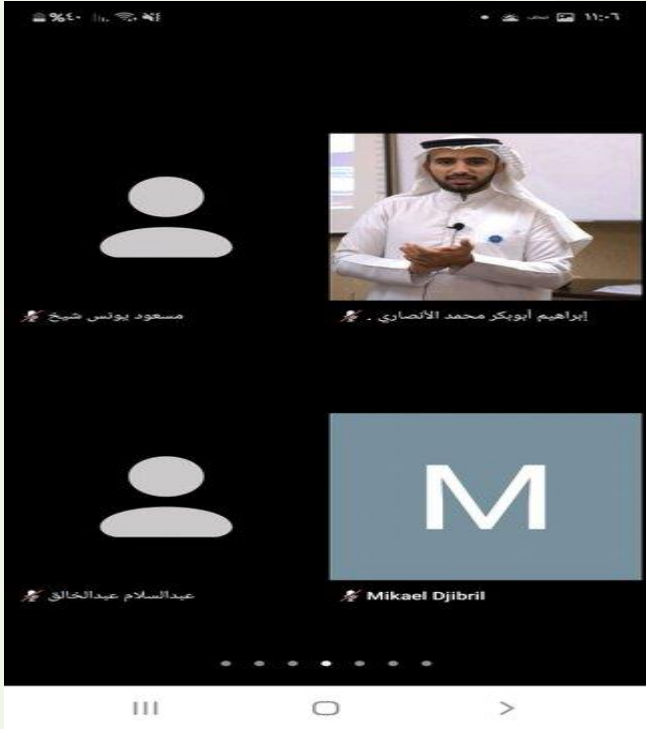 ١١:٠٦
%٤٠
إبراهيم أبوبكر محمد الأنصاري .
مسعود يونس شيخ
M
Mikael Djibril
عبدالسلام عبدالخالق